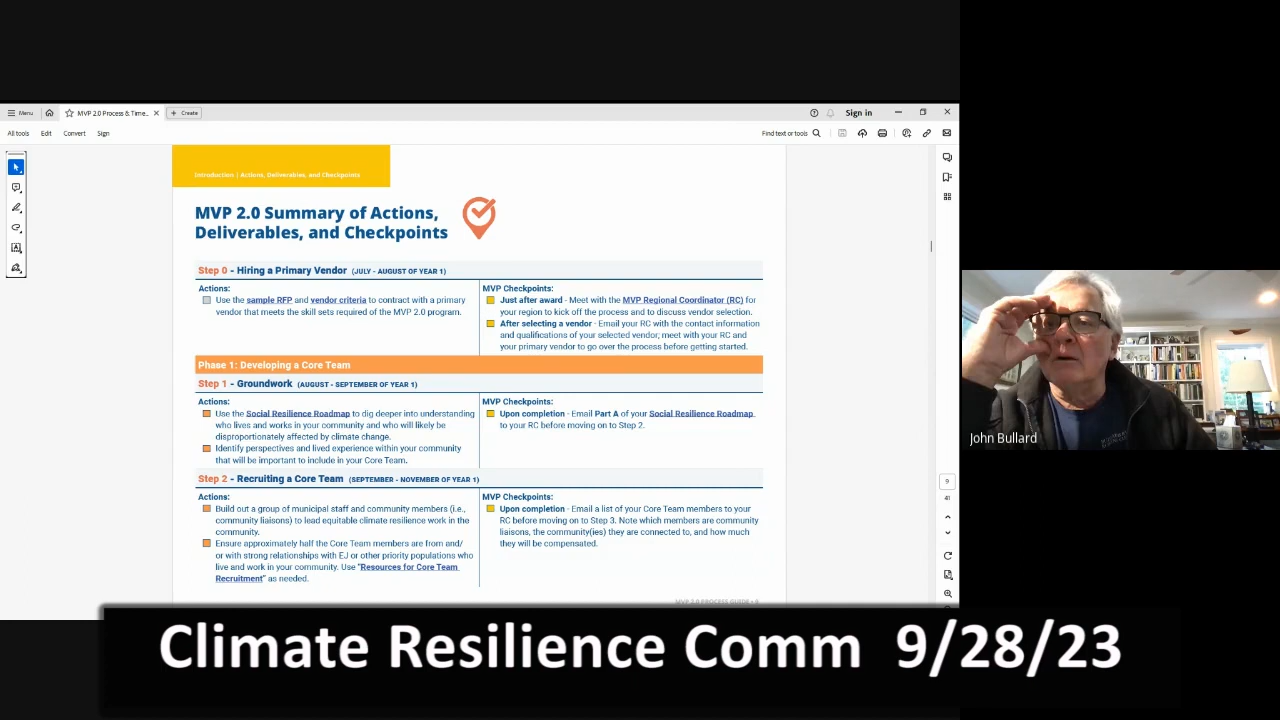 Menu
MVP 2.0 Process & Time...
Create
Sign in
All tools
Edit
Convert
Sign
Find text or tools
Introduction | Actions, Deliverables, and Checkpoints
MVP 2.0 Summary of Actions,
Deliverables, and Checkpoints
Step 0 - Hiring a Primary Vendor (JULY - AUGUST OF YEAR 1)
Actions:
Use the sample RFP and vendor criteria to contract with a primary
vendor that meets the skill sets required of the MVP 2.0 program.
MVP Checkpoints:
Just after award - Meet with the MVP Regional Coordinator (RC) for
your region to kick off the process and to discuss vendor selection.
After selecting a vendor - Email your RC with the contact information
and qualifications of your selected vendor; meet with your RC and
your primary vendor to go over the process before getting started.
Phase 1: Developing a Core Team
Step 1 - Groundwork (AUGUST - SEPTEMBER OF YEAR 1)
Actions:
Use the Social Resilience Roadmap to dig deeper into understanding
who lives and works in your community and who will likely be
disproportionately affected by climate change.
Identify perspectives and lived experience within your community
that will be important to include in your Core Team.
MVP Checkpoints:
Upon completion - Email Part A of your Social Resilience Roadmap
to your RC before moving on to Step 2.
Step 2 - Recruiting a Core Team (SEPTEMBER - NOVEMBER OF YEAR 1)
Actions:
Build out a group of municipal staff and community members (i.e.,
community liaisons) to lead equitable climate resilience work in the
community.
Ensure approximately half the Core Team members are from and/
or with strong relationships with EJ or other priority populations who
live and work in your community. Use "Resources for Core Team
Recruitment" as needed.
MVP Checkpoints:
Upon completion - Email a list of your Core Team members to your
RC before moving on to Step 3. Note which members are community
liaisons, the community(ies) they are connected to, and how much
they will be compensated.
9
41
John Bullard
Climate Resilience Comm 9/28/23